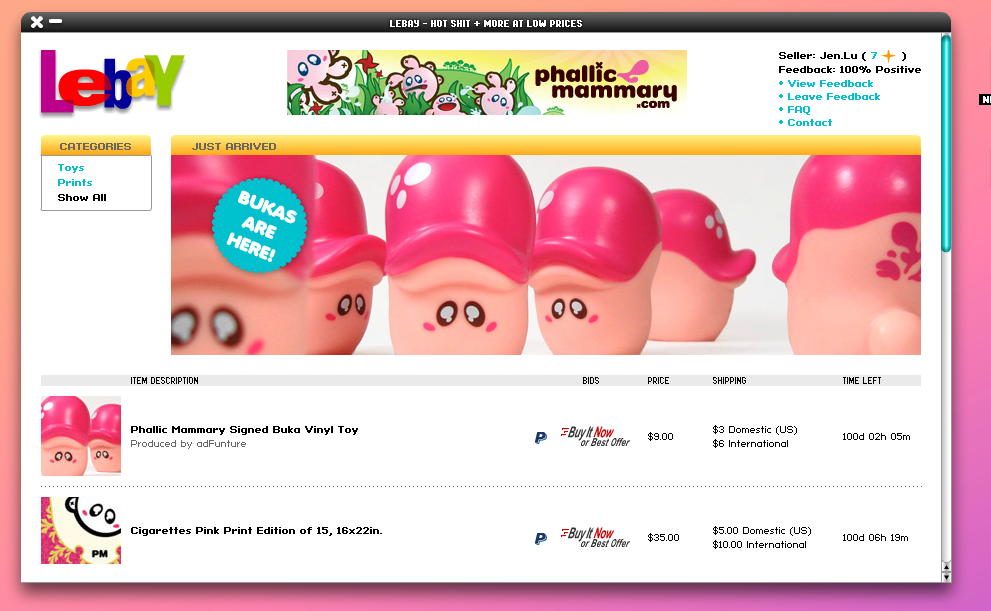 LEBAY - HOT SHIT + MORE AT LOW PRICES
Lebay
phallic
mammary
.com
Seller: Jen.Lu ( 7 )
Feedback: 100% Positive
• View Feedback
• Leave Feedback
• FAQ
• Contact
CATEGORIES
Toys
Prints
Show All
JUST ARRIVED
BUKAS
ARE
HERE!
ITEM DESCRIPTION BIDS PRICE SHIPPING TIME LEFT
Phallic Mammary Signed Buka Vinyl Toy
Produced by adFunture
Buy It Now
or Best Offer
$9.00
$3 Domestic (US)
$6 International
100d 02h 05m
PM
Cigarettes Pink Print Edition of 15, 16x22in.
Buy It Now
or Best Offer
$35.00
$5.00 Domestic (US)
$10.00 International
100d 06h 19m